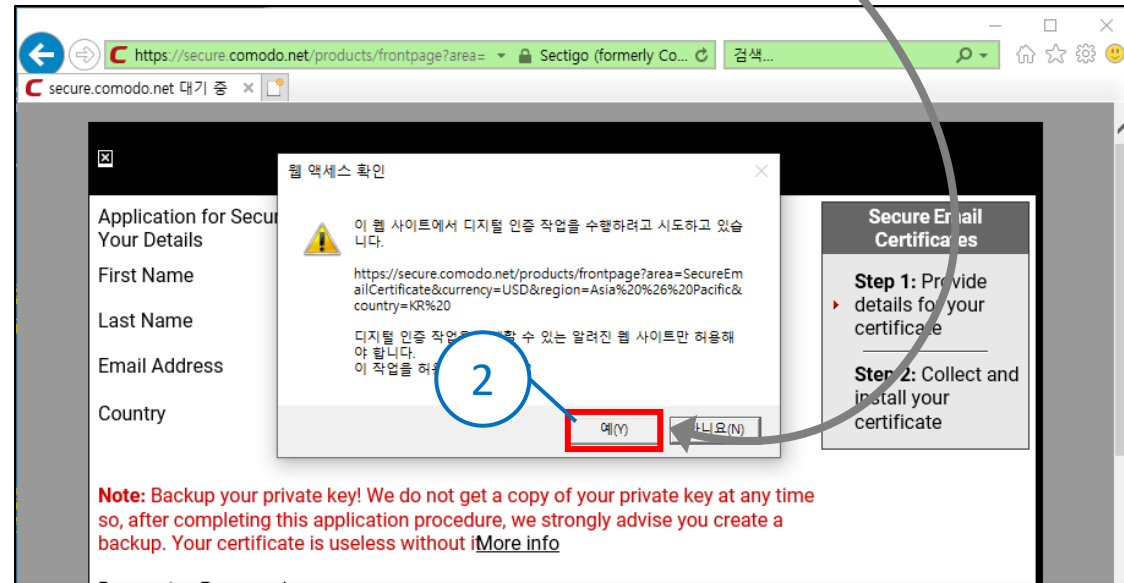 https://secure.comodo.net/products/frontpage?area= Sectigo (formerly Co... 검색...
secure.comodo.net 대기 중
웹 액세스 확인
이 웹 사이트에서 디지털 인증 작업을 수행하려고 시도하고 있습
니다.
https://secure.comodo.net/products/frontpage?area=SecureEm
ailCertificate&currency=USD&region=Asia%20%26%20Pacific&
country=KR%20
디지털 인증 작업 할 수 있는 알려진 웹 사이트만 허용해
야 합니다.
이 작업을
2
예(Y)
Application for
Your Details
First Name
Last Name
Email Address
Country
Secure Email
Certificates
Step 1: Provide
details for your
certificate
Step 2: Collect and
install your
certificate
Note: Backup your private key! We do not get a copy of your private key at any time
so, after completing this application procedure, we strongly advise you create a
backup. Your certificate is useless without it More info